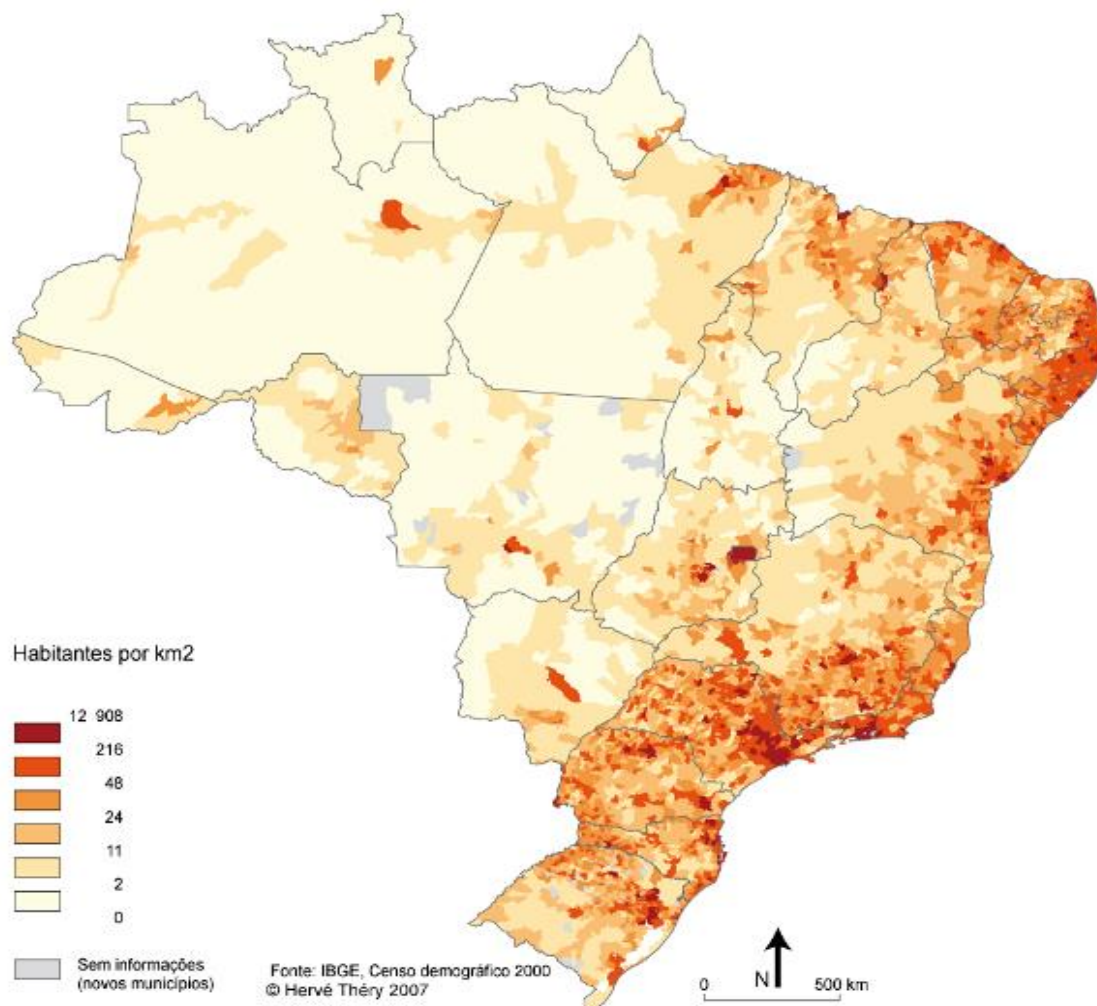 Habitantes por km2
12 908
216
48
24
11
2
0
Sem informações
(novos municípios)
Fonte: IBGE, Censo demográfico 2000
© Hervé Théry 2007
N
0 500 km